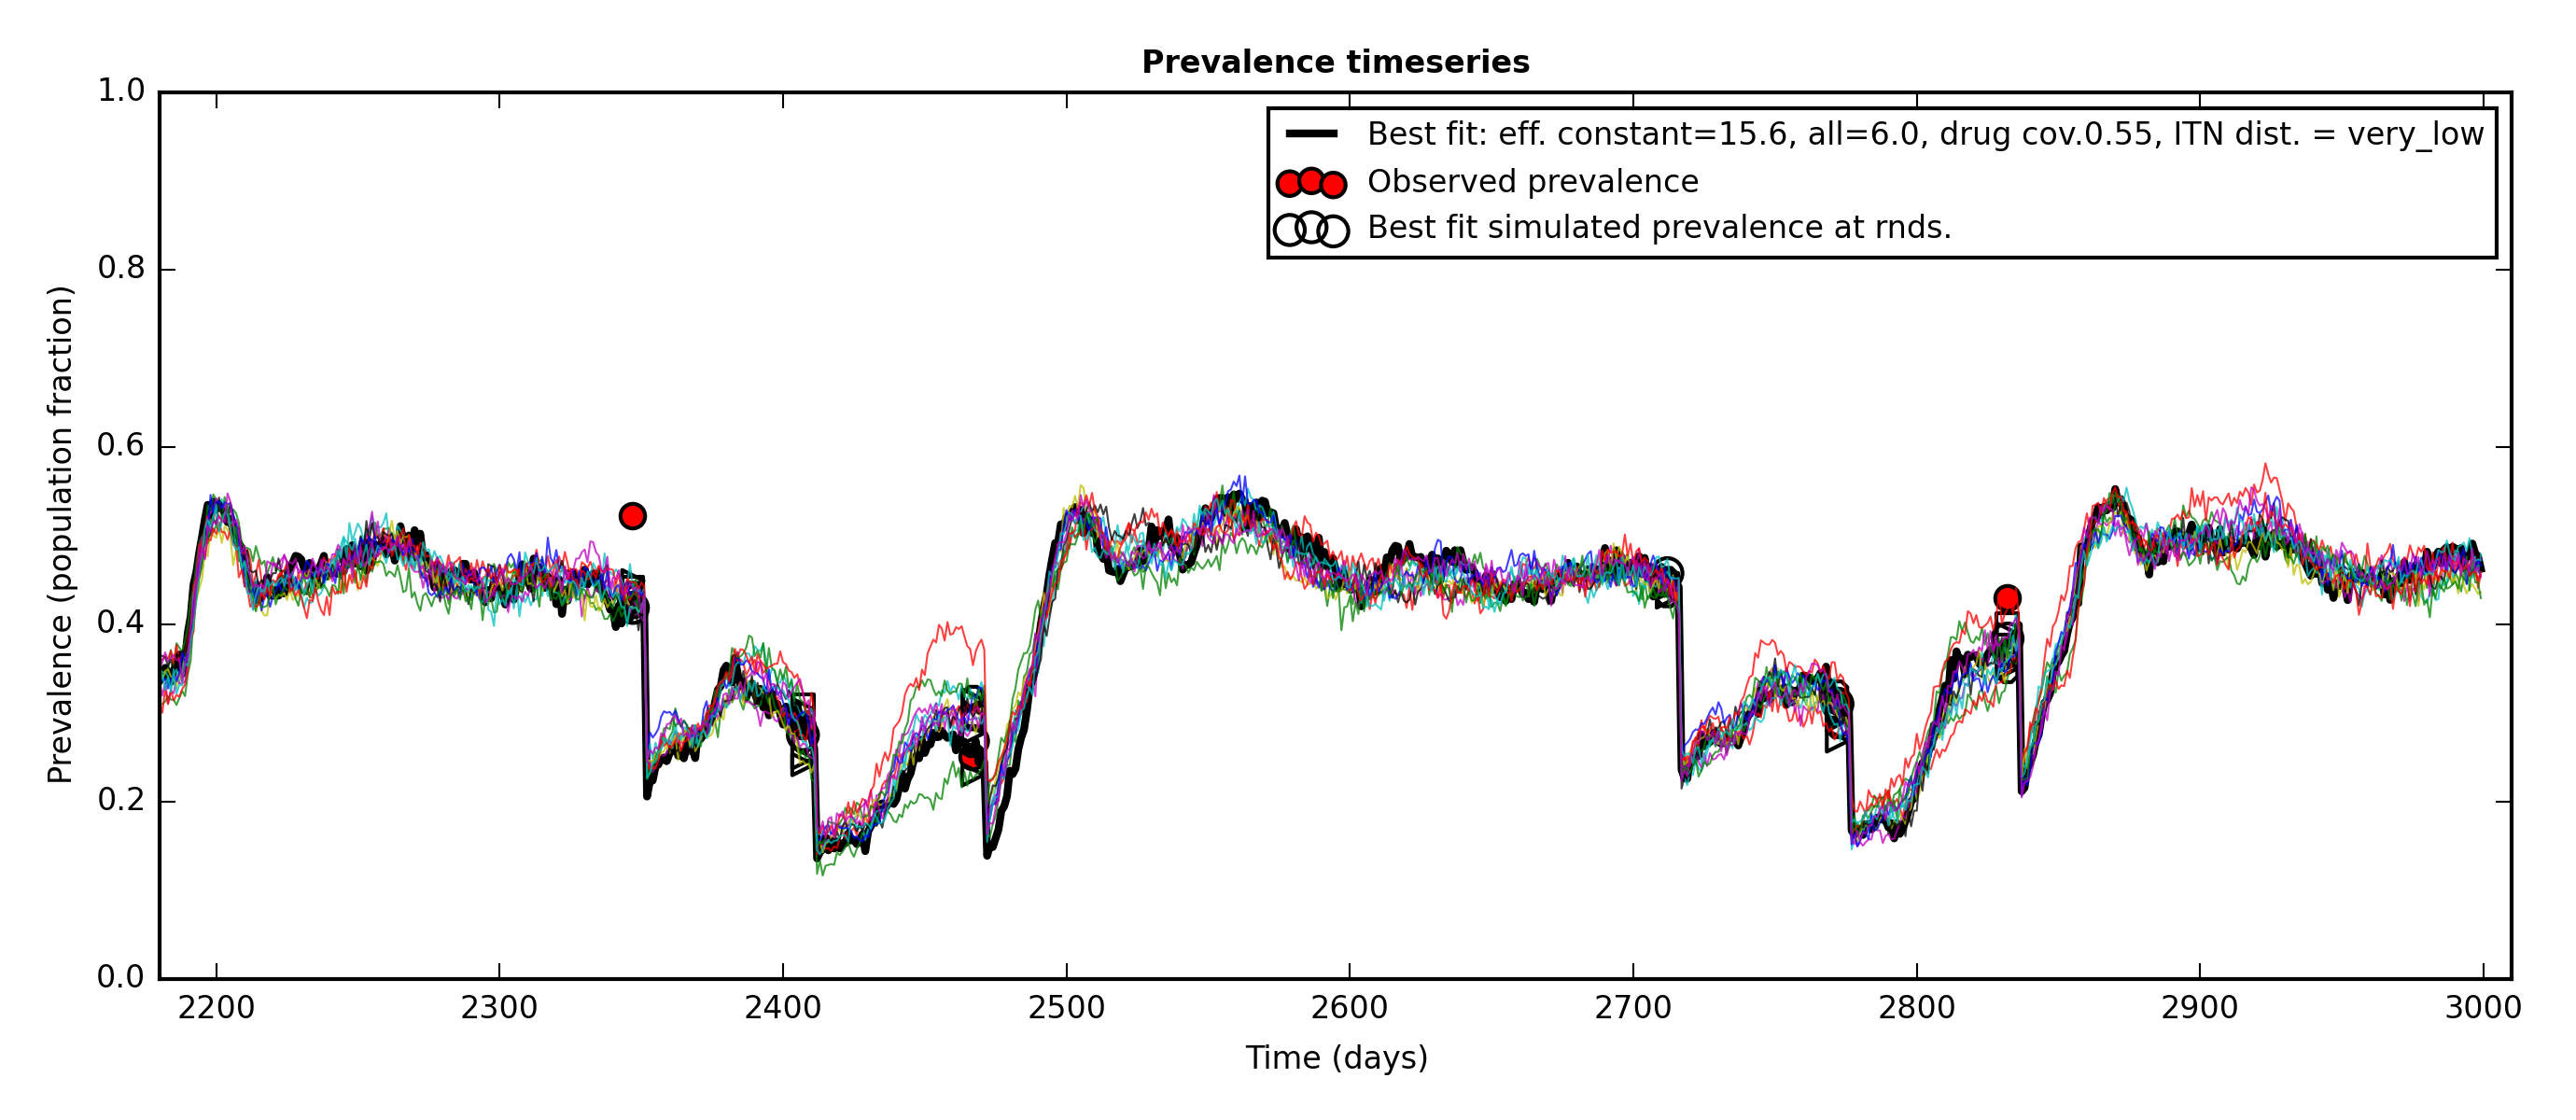 Prevalence timeseries
Best fit: eff. constant=15.6, all=6.0, drug cov.0.55, ITN dist. = very_low
Observed prevalence
Best fit simulated prevalence at rnds.
Prevalence (population fraction)
1.0
0.8
0.6
0.4
0.2
0.0
2200 2300 2400 2500 2600 2700 2800 2900 3000
Time (days)